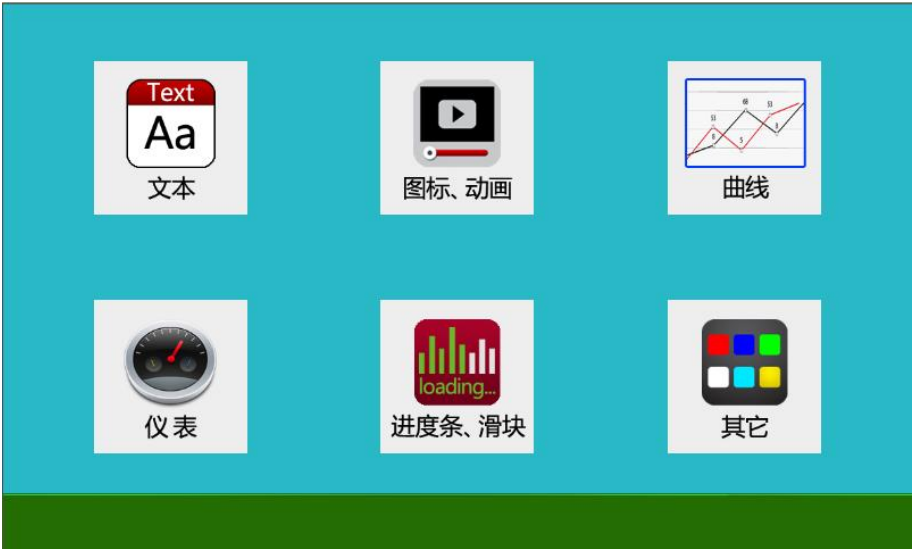 Text
Aa
文本
图标、动画
曲线
仪表
loading...
进度条、滑块
其它